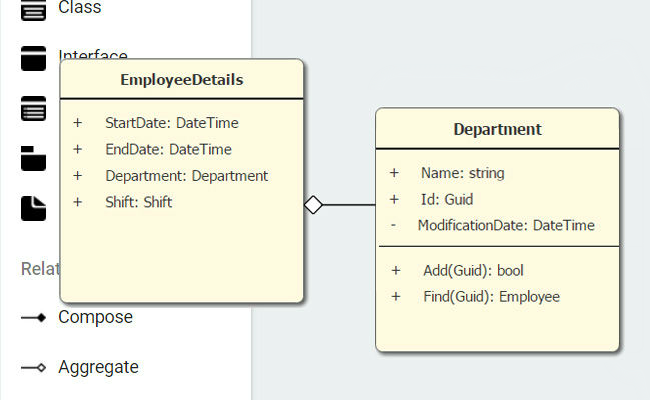 Class
Interface
EmployeeDetails
+ StartDate: DateTime
+ EndDate: DateTime
+ Department: Department
+ Shift: Shift
Department
+ Name: string
+ Id: Guid
- ModificationDate: DateTime
+ Add(Guid): bool
+ Find(Guid): Employee
Relat
Compose
Aggregate